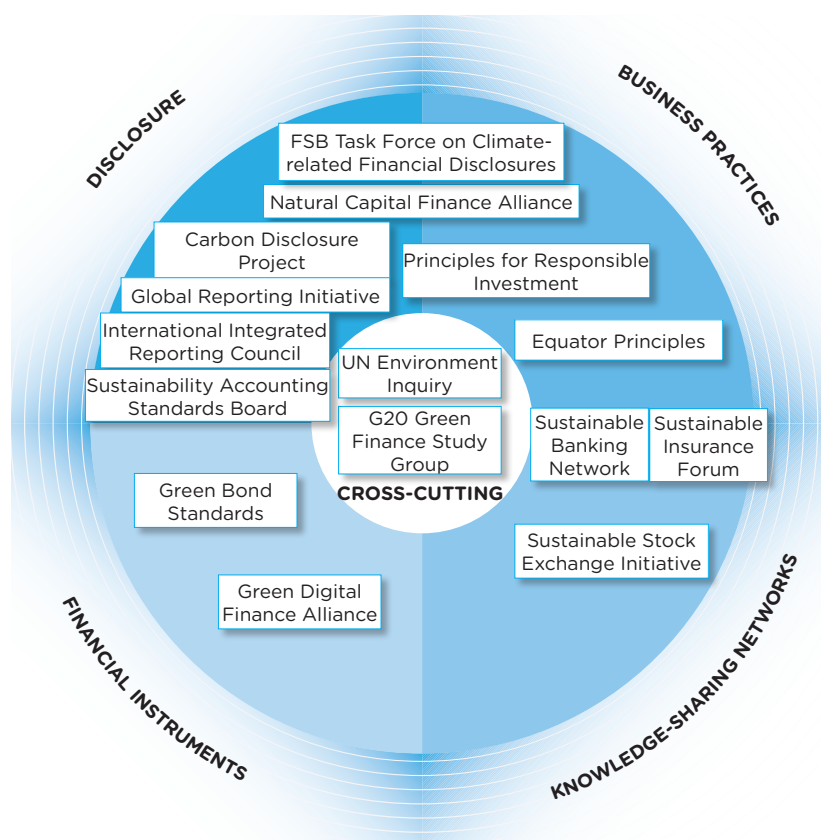 DISCLOSURE
BUSINESS PRACTICES
FSB Task Force on Climate-
related Financial Disclosures
Natural Capital Finance Alliance
Carbon Disclosure
Project
Principles for Responsible
Investment
Global Reporting Initiative
International Integrated
Reporting Council
Equator Principles
Sustainability Accounting
Standards Board
UN Environment
Inquiry
G20 Green
Finance Study
Group
CROSS-CUTTING
Sustainable
Banking
Network
Sustainable
Insurance
Forum
Green Bond
Standards
Sustainable Stock
Exchange Initiative
Green Digital
Finance Alliance
FINANCIAL INSTRUMENTS
KNOWLEDGE-SHARING NETWORKS